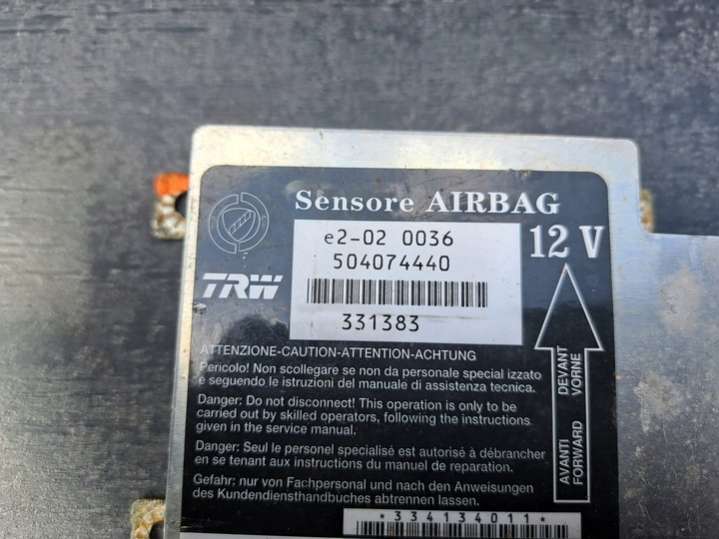 Sensore AIRBAG
e2-02 0036
504074440
12 V
TRW
331383
ATTENZIONE-CAUTION-ATTENTION-ACHTUNG
Pericolo! Non scollegare se non da personale special izzato
e seguendo le istruzioni del manuale di assistenza tecnica.
Danger: Do not disconnect! This operation is only to be
carried out by skilled operators, following the instructions
given in the service manual.
Danger: Seul le personel specialisé est autorisé à débrancher
en se tenant aux instructions du manuel de reparation.
Gefahr: nur von Fachpersonal und nach den Anweisungen
des Kundendiensthandbuches abtrennen lassen.
AVANTI DEVANT
FORWARD VORNE
*334134011*